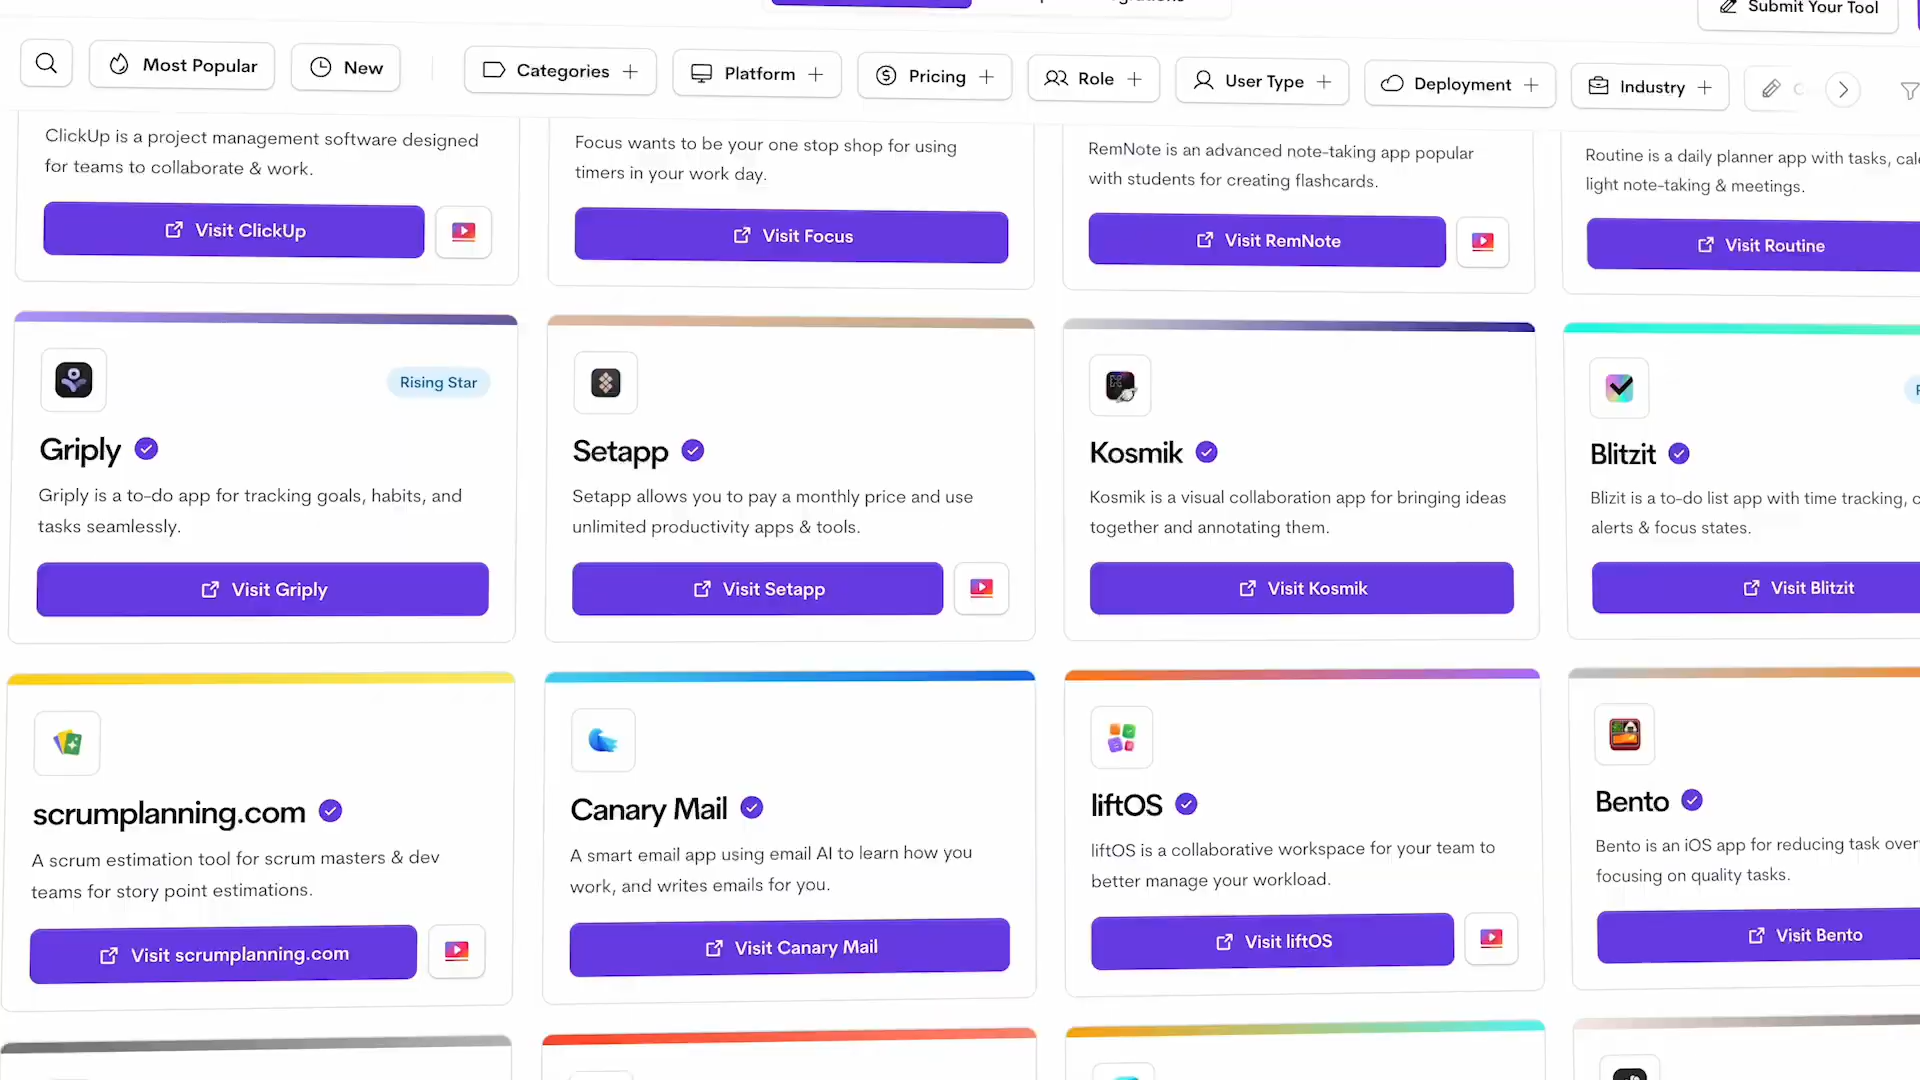 Submit Your Tool
Most Popular
New
Categories
Platform
Pricing
Role
User Type
Deployment
Industry
ClickUp is a project management software designed
for teams to collaborate & work.
Visit ClickUp
Focus wants to be your one stop shop for using
timers in your work day.
Visit Focus
RemNote is an advanced note-taking app popular
with students for creating flashcards.
Visit RemNote
Routine is a daily planner app with tasks,
light note-taking & meetings.
Visit Routine
Rising Star
Griply
Griply is a to-do app for tracking goals, habits, and
tasks seamlessly.
Visit Griply
Setapp
Setapp allows you to pay a monthly price and use
unlimited productivity apps & tools.
Visit Setapp
Kosmik
Kosmik is a visual collaboration app for bringing ideas
together and annotating them.
Visit Kosmik
Blitzit
Blizit is a to-do list app with time tracking,
alerts & focus states.
Visit Blitzit
scrumplanning.com
A scrum estimation tool for scrum masters & dev
teams for story point estimations.
Visit scrumplanning.com
Canary Mail
A smart email app using email AI to learn how you
work, and writes emails for you.
Visit Canary Mail
liftOS
liftOS is a collaborative workspace for your team to
better manage your workload.
Visit liftOS
Bento
Bento is an iOS app for reducing task
focusing on quality tasks.
Visit Bento